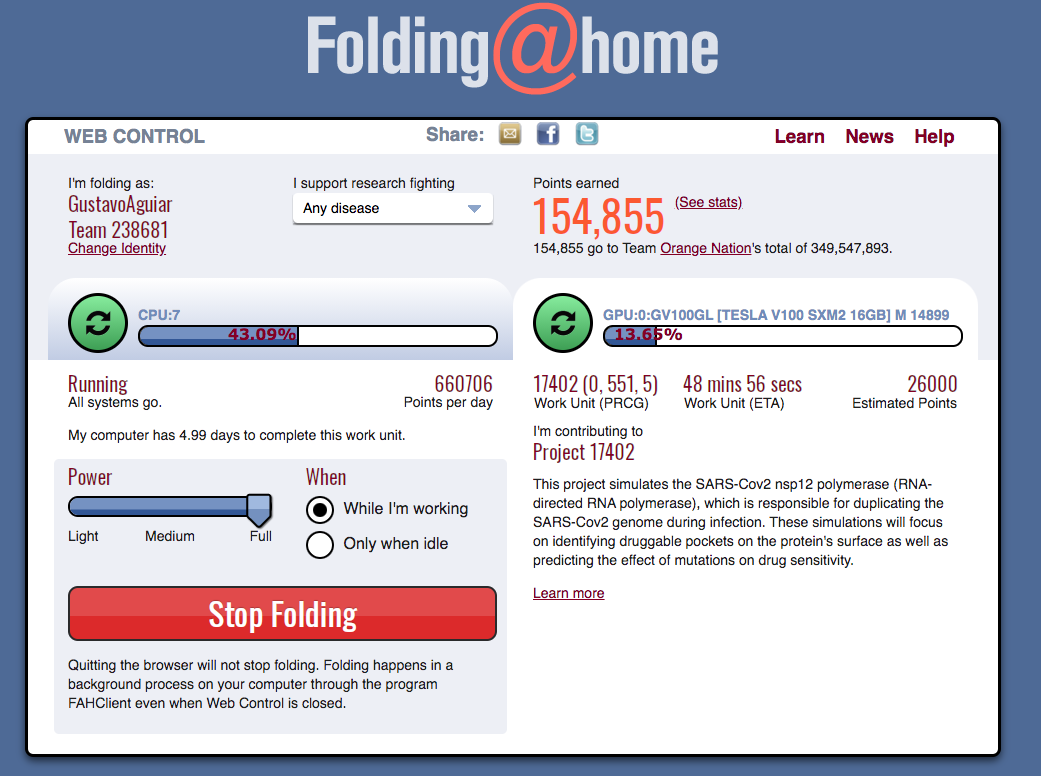 Folding@home
WEB CONTROL
Share:
Learn News Help
I'm folding as:
GustavoAguiar
Team 238681
Change Identity
I support research fighting
Any disease
Points earned
154,855 (See stats)
154,855 go to Team Orange Nation's total of 349,547,893.
CPU:7
43.09%
GPU:0:GV100GL [TESLA V100 SXM2 16GB] M 14899
13.65%
Running
All systems go.
660706
Points per day
My computer has 4.99 days to complete this work unit.
Power
Light Medium Full
When
While I'm working
Only when idle
Stop Folding
Quitting the browser will not stop folding. Folding happens in a
background process on your computer through the program
FAHClient even when Web Control is closed.
17402 (0, 551, 5)
Work Unit (PRCG)
48 mins 56 secs
Work Unit (ETA)
26000
Estimated Points
I'm contributing to
Project 17402
This project simulates the SARS-Cov2 nsp12 polymerase (RNA-
directed RNA polymerase), which is responsible for duplicating the
SARS-Cov2 genome during infection. These simulations will focus
on identifying druggable pockets on the protein's surface as well as
predicting the effect of mutations on drug sensitivity.
Learn more